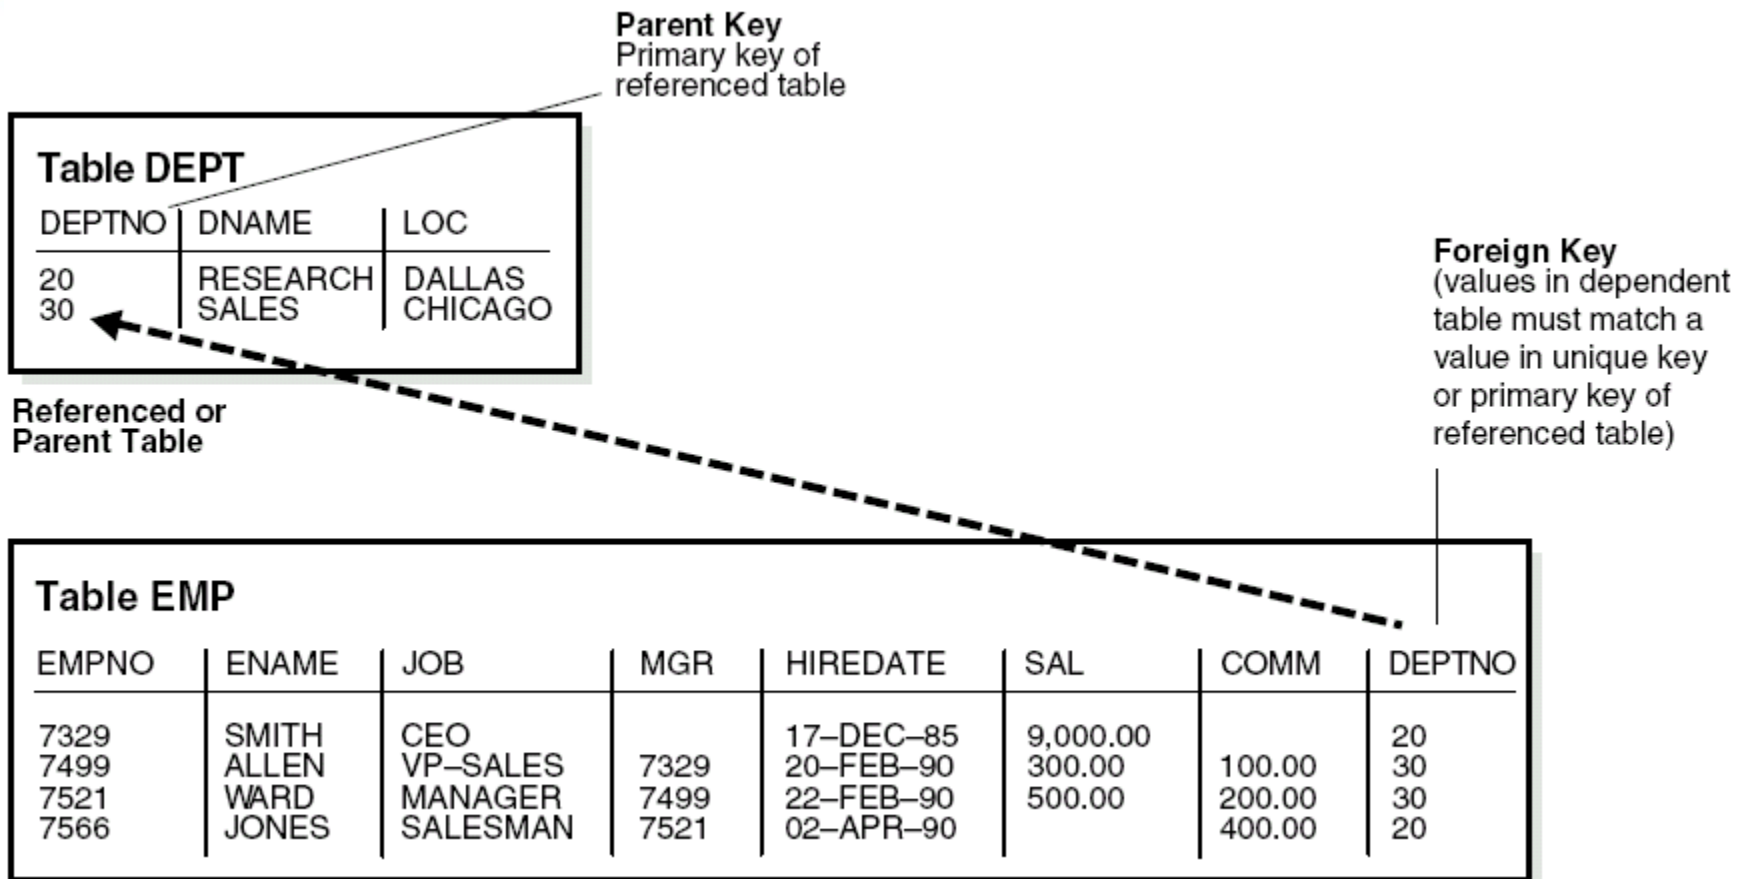 Parent Key
Primary key of
referenced table
Table DEPT
DEPTNO DNAME LOC
20 RESEARCH DALLAS
30 SALES CHICAGO
Referenced or
Parent Table
Foreign Key
(values in dependent
table must match a
value in unique key
or primary key of
referenced table)
Table EMP
EMPNO ENAME JOB MGR HIREDATE SAL COMM DEPTNO
7329 SMITH CEO 17–DEC–85 9,000.00 20
7499 ALLEN VP–SALES 7329 20–FEB–90 300.00 100.00 30
7521 WARD MANAGER 7499 22–FEB–90 500.00 200.00 30
7566 JONES SALESMAN 7521 02–APR–90 400.00 20